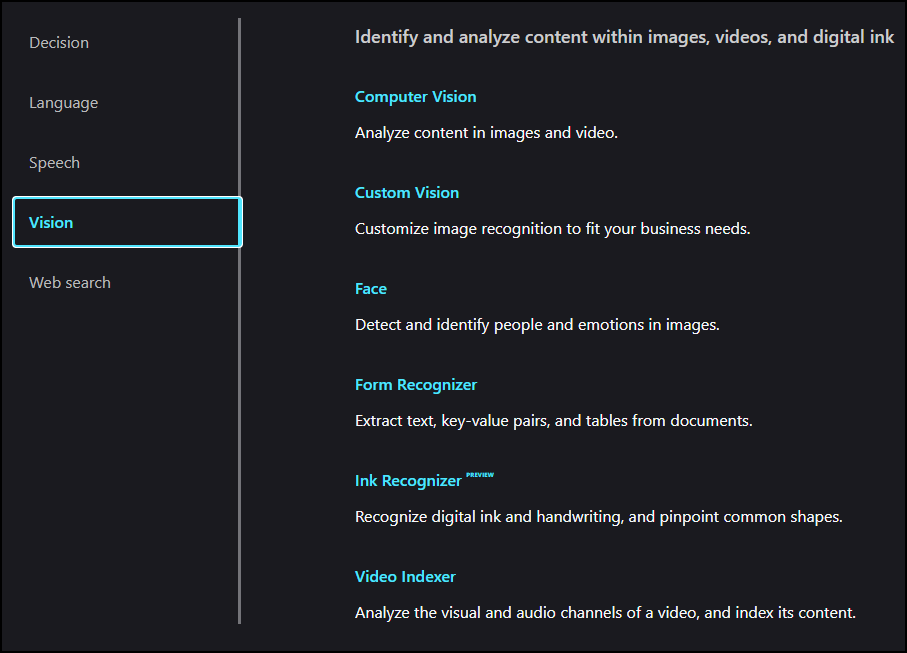 Decision
Language
Speech
Vision
Web search
Identify and analyze content within images, videos, and digital ink
Computer Vision
Analyze content in images and video.
Custom Vision
Customize image recognition to fit your business needs.
Face
Detect and identify people and emotions in images.
Form Recognizer
Extract text, key-value pairs, and tables from documents.
Ink Recognizer PREVIEW
Recognize digital ink and handwriting, and pinpoint common shapes.
Video Indexer
Analyze the visual and audio channels of a video, and index its content.